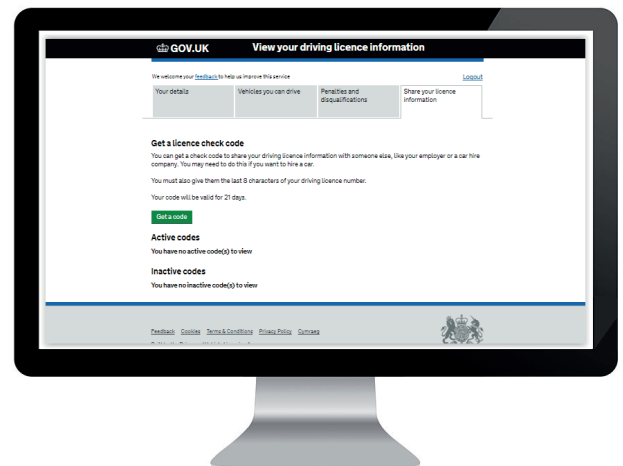 GOV.UK View your driving licence information
We welcome your feedback to help us improve this service Logout
Your details Vehicles you can drive Penalties and disqualifications Share your licence information
Get a licence check code
You can get a check code to share your driving licence information with someone else, like your employer or a car hire
company. You may need to do this if you want to hire a car.
You must also give them the last 8 characters of your driving licence number.
Your code will be valid for 21 days.
Get a code
Active codes
You have no active code(s) to view
Inactive codes
You have no inactive code(s) to view
Feedback Cookies Terms & Conditions Privacy Policy Cymraeg